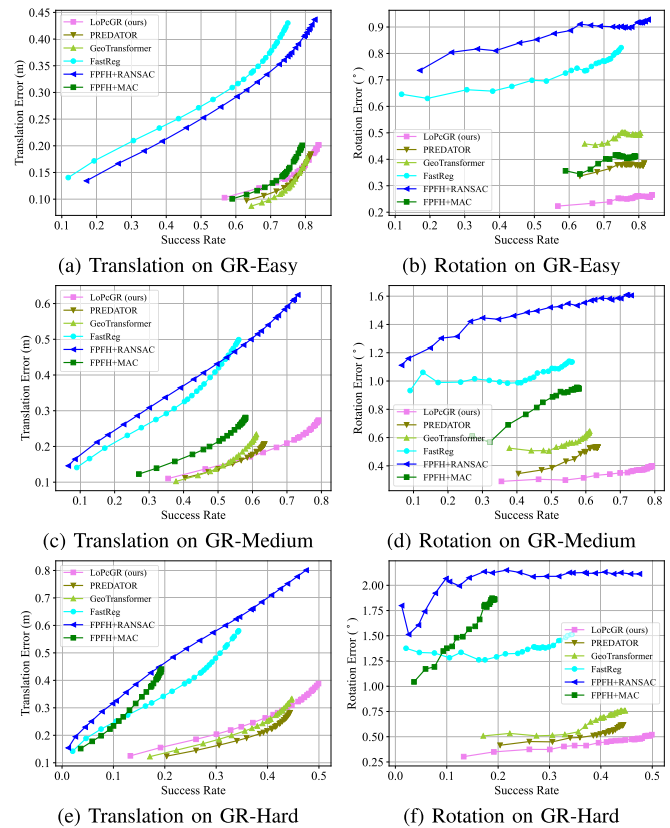 0.45
0.40
0.35
0.30
0.25
0.20
0.15
0.10
Translation Error (m)
LoPcGR (ours)
PREDATOR
GeoTransformer
FastReg
FPFH+RANSAC
FPFH+MAC
0.1 0.2 0.3 0.4 0.5 0.6 0.7 0.8
Success Rate
(a) Translation on GR-Easy
0.9
0.8
0.7
0.6
0.5
0.4
0.3
0.2
Rotation Error (°)
LoPcGR (ours)
PREDATOR
GeoTransformer
FastReg
FPFH+RANSAC
FPFH+MAC
0.1 0.2 0.3 0.4 0.5 0.6 0.7 0.8
Success Rate
(b) Rotation on GR-Easy
0.6
0.5
0.4
0.3
0.2
0.1
Translation Error (m)
LoPcGR (ours)
PREDATOR
GeoTransformer
FastReg
FPFH+RANSAC
FPFH+MAC
0.1 0.2 0.3 0.4 0.5 0.6 0.7 0.8
Success Rate
(c) Translation on GR-Medium
1.6
1.4
1.2
1.0
0.8
0.6
0.4
Rotation Error (°)
LoPcGR (ours)
PREDATOR
GeoTransformer
FastReg
FPFH+RANSAC
FPFH+MAC
0.1 0.2 0.3 0.4 0.5 0.6 0.7 0.8
Success Rate
(d) Rotation on GR-Medium
0.8
0.7
0.6
0.5
0.4
0.3
0.2
0.1
Translation Error (m)
LoPcGR (ours)
PREDATOR
GeoTransformer
FastReg
FPFH+RANSAC
FPFH+MAC
0.0 0.1 0.2 0.3 0.4 0.5
Success Rate
(e) Translation on GR-Hard
2.00
1.75
1.50
1.25
1.00
0.75
0.50
0.25
Rotation Error (°)
LoPcGR (ours)
PREDATOR
GeoTransformer
FastReg
FPFH+RANSAC
FPFH+MAC
0.0 0.1 0.2 0.3 0.4 0.5
Success Rate
(f) Rotation on GR-Hard